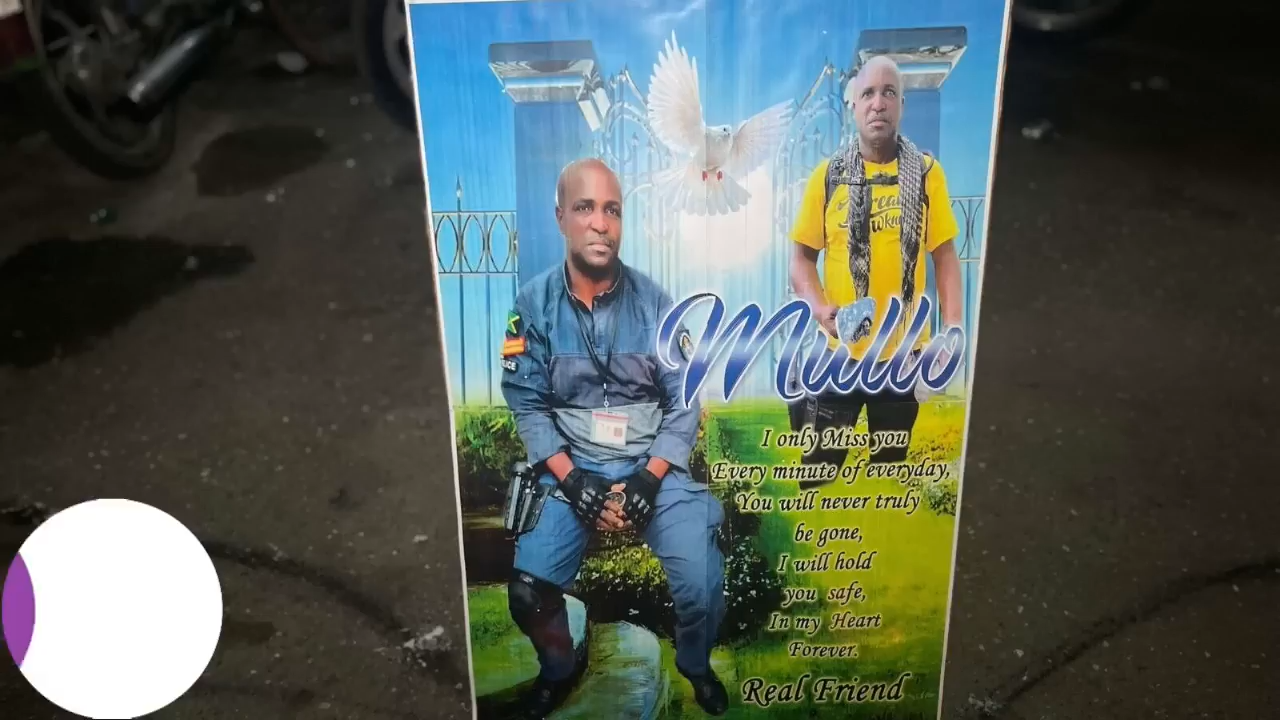 Mullo
I only Miss you
Every minute of everyday,
You will never truly
be gone,
I will hold
you safe,
In my Heart
Forever.
Real Friend